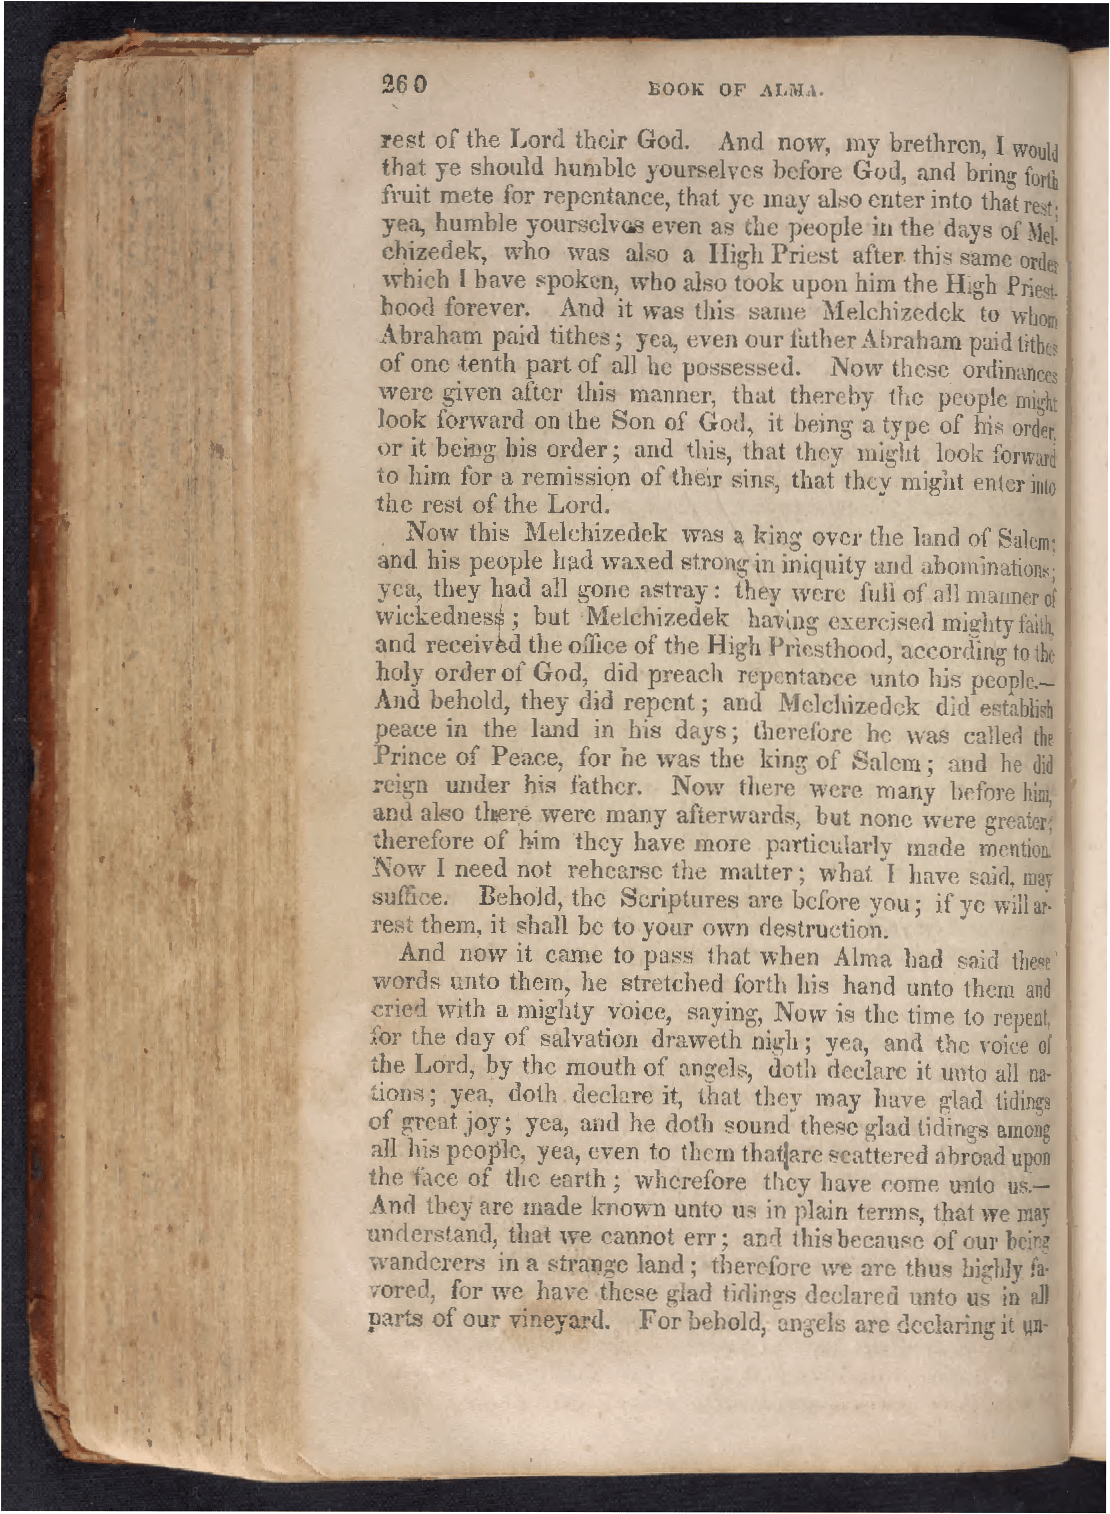 260 BOOK OF ALMA.
rest of the Lord their God. And now, my brethren, I would
that ye should humble yourselves before God, and bring forth
fruit mete for repentance, that ye may also enter into that rest;
yea, humble yourselves even as the people in the days of Mel-
chizedek, who was also a High Priest after this same order
which I have spoken, who also took upon him the High Priest-
hood forever. And it was this same Melchizedek to whom
Abraham paid tithes; yea, even our father Abraham paid tithes
of one tenth part of all he possessed. Now these ordinances
were given after this manner, that thereby the people might
look forward on the Son of God, it being a type of his order,
or it being his order; and this, that they might look forward
to him for a remission of their sins, that they might enter into
the rest of the Lord.
Now this Melchizedek was a king over the land of Salem;
and his people had waxed strong in iniquity and abominations;
yea, they had all gone astray: they were full of all manner of
wickedness; but Melchizedek having exercised mighty faith,
and received the office of the High Priesthood, according to the
holy order of God, did preach repentance unto his people.—
And behold, they did repent; and Melchizedek did establish
peace in the land in his days; therefore he was called the
Prince of Peace, for he was the king of Salem; and he did
reign under his father. Now there were many before him,
and also there were many afterwards, but none were greater;
therefore of him they have more particularly made mention.
Now I need not rehearse the matter; what I have said, may
suffice. Behold, the Scriptures are before you; if ye will ar-
rest them, it shall be to your own destruction.
And now it came to pass that when Alma had said these
words unto them, he stretched forth his hand unto them and
cried with a mighty voice, saying, Now is the time to repent,
for the day of salvation draweth nigh; yea, and the voice of
the Lord, by the mouth of angels, doth declare it unto all na-
tions; yea, doth declare it, that they may have glad tidings
of great joy; yea, and he doth sound these glad tidings among
all his people, yea, even to them that are scattered abroad upon
the face of the earth; wherefore they have come unto us.—
And they are made known unto us in plain terms, that we may
understand, that we cannot err; and this because of our being
wanderers in a strange land; therefore we are thus highly fa-
vored, for we have these glad tidings declared unto us in all
parts of our vineyard. For behold, angels are declaring it un-